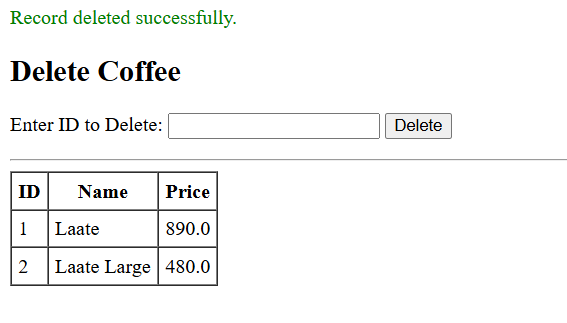 Record deleted successfully.
Delete Coffee
Enter ID to Delete: Delete
ID Name Price
1 Laate 890.0
2 Laate Large 480.0